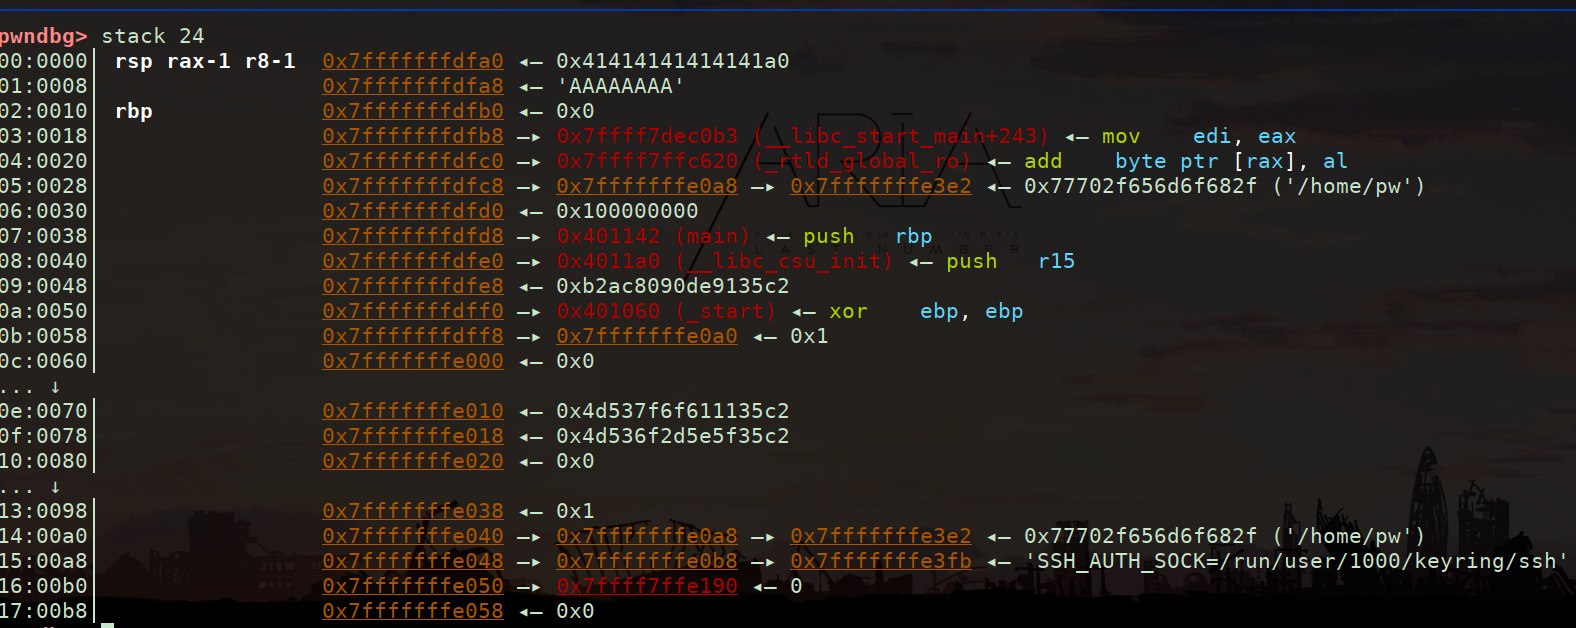 pwndbg> stack 24
00:0000│ rsp rax-1 r8-1 0x7fffffffdfa0 ◂— 0x41414141414141a0
01:0008│ 0x7fffffffdfa8 ◂— 'AAAAAAAA'
02:0010│ rbp 0x7fffffffdfb0 ◂— 0x0
03:0018│ 0x7fffffffdfb8 —▸ 0x7ffff7dec0b3 (__libc_start_main+243) ◂— mov edi, eax
04:0020│ 0x7fffffffdfc0 —▸ 0x7ffff7ffc620 (_rtld_global_ro) ◂— add byte ptr [rax], al
05:0028│ 0x7fffffffdfc8 —▸ 0x7fffffffe0a8 —▸ 0x7fffffffe3e2 ◂— 0x77702f656d6f682f ('/home/pw')
06:0030│ 0x7fffffffdfd0 ◂— 0x100000000
07:0038│ 0x7fffffffdfd8 —▸ 0x401142 (main) ◂— push rbp
08:0040│ 0x7fffffffdfe0 —▸ 0x4011a0 (__libc_csu_init) ◂— push r15
09:0048│ 0x7fffffffdfe8 ◂— 0xb2ac8090de9135c2
0a:0050│ 0x7fffffffdff0 —▸ 0x401060 (_start) ◂— xor ebp, ebp
0b:0058│ 0x7fffffffdff8 —▸ 0x7fffffffe0a0 ◂— 0x1
0c:0060│ 0x7fffffffe000 ◂— 0x0
... ↓
0e:0070│ 0x7fffffffe010 ◂— 0x4d537f6f611135c2
0f:0078│ 0x7fffffffe018 ◂— 0x4d536f2d5e5f35c2
10:0080│ 0x7fffffffe020 ◂— 0x0
... ↓
13:0098│ 0x7fffffffe038 ◂— 0x1
14:00a0│ 0x7fffffffe040 —▸ 0x7fffffffe0a8 —▸ 0x7fffffffe3e2 ◂— 0x77702f656d6f682f ('/home/pw')
15:00a8│ 0x7fffffffe048 —▸ 0x7fffffffe0b8 —▸ 0x7fffffffe3fb ◂— 'SSH_AUTH_SOCK=/run/user/1000/keyring/ssh'
16:00b0│ 0x7fffffffe050 —▸ 0x7ffff7ffe190 ◂— 0
17:00b8│ 0x7fffffffe058 ◂— 0x0
ARIA